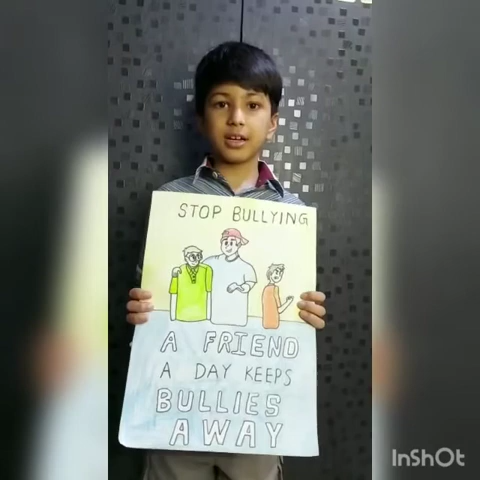 STOP BULLYING
A FRIEND
A DAY KEEPS
BULLIES
AWAY
InShOt